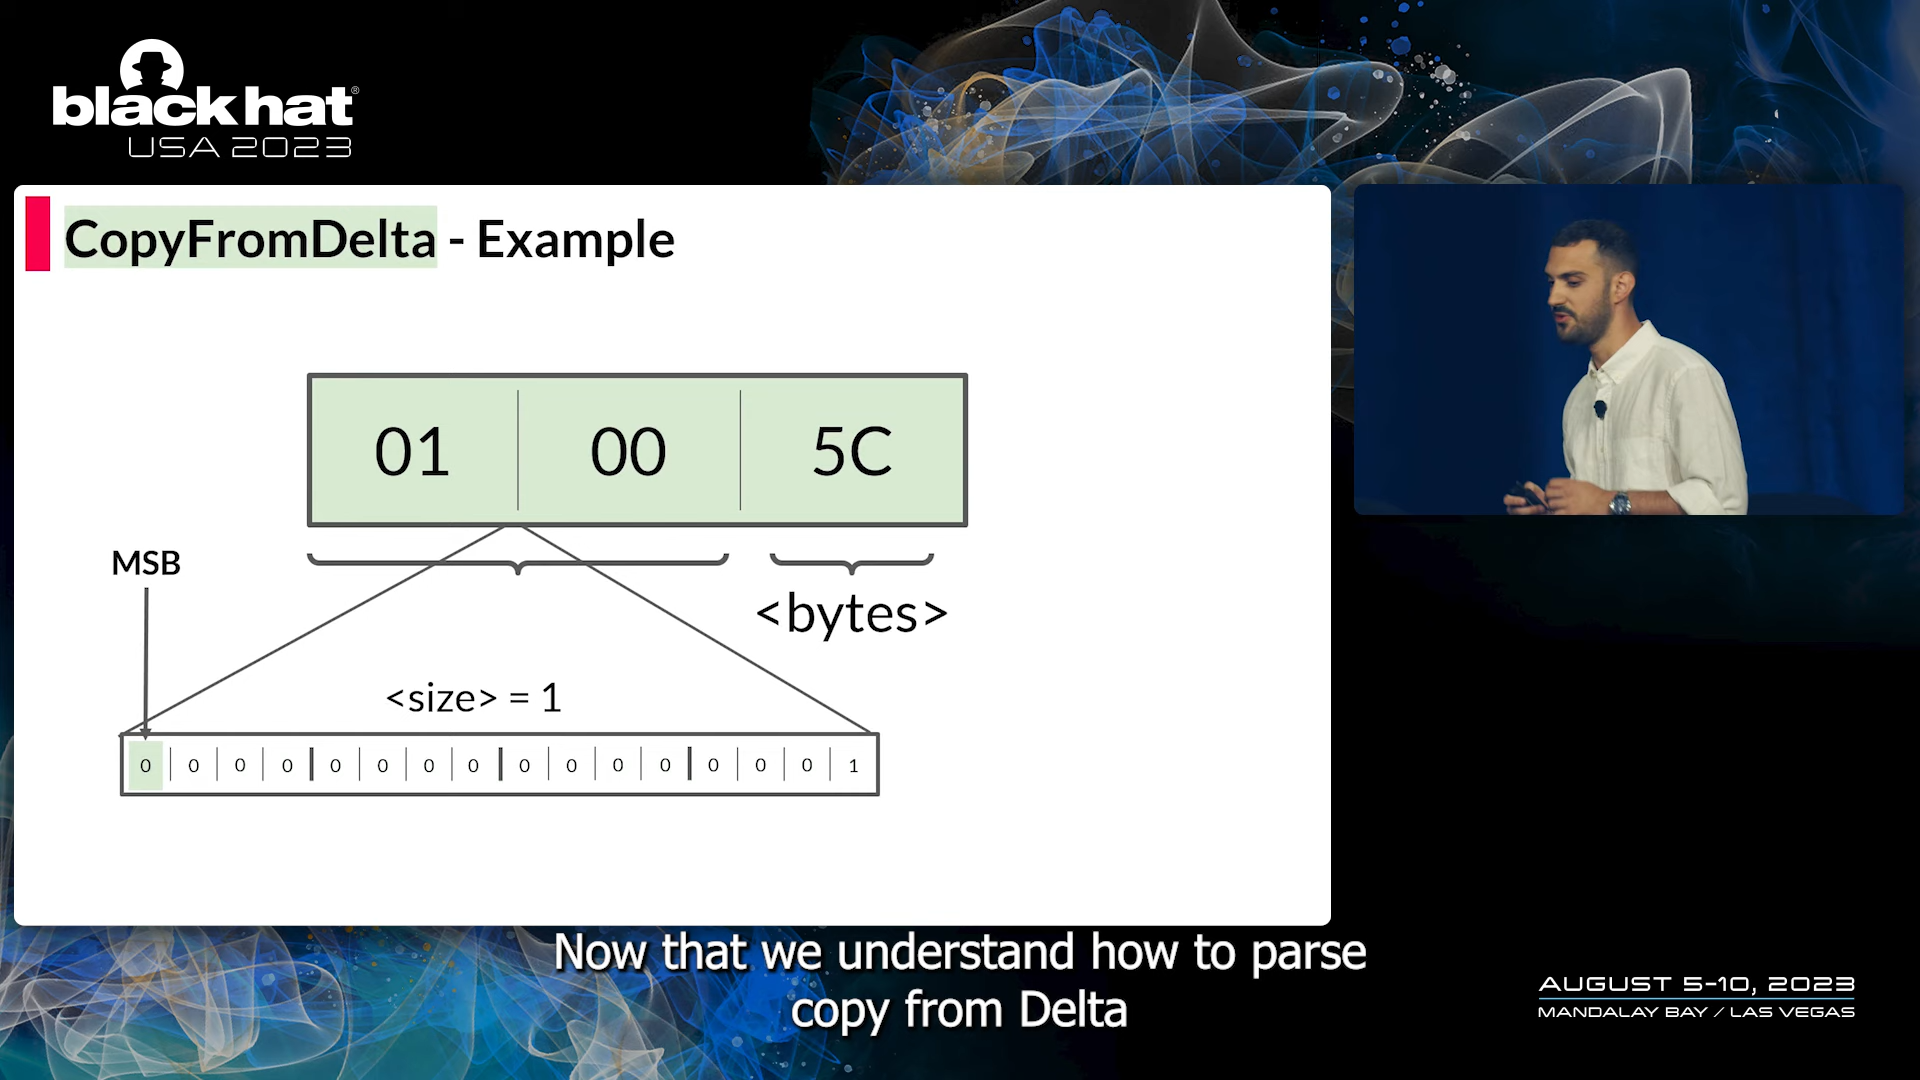 black hat®
USA 2023
CopyFromDelta - Example
01 00 5C
MSB
<bytes>
<size> = 1
0 0 0 0 0 0 0 0 0 0 0 0 0 0 0 1
Now that we understand how to parse
copy from Delta
AUGUST 5-10, 2023
MANDALAY BAY / LAS VEGAS